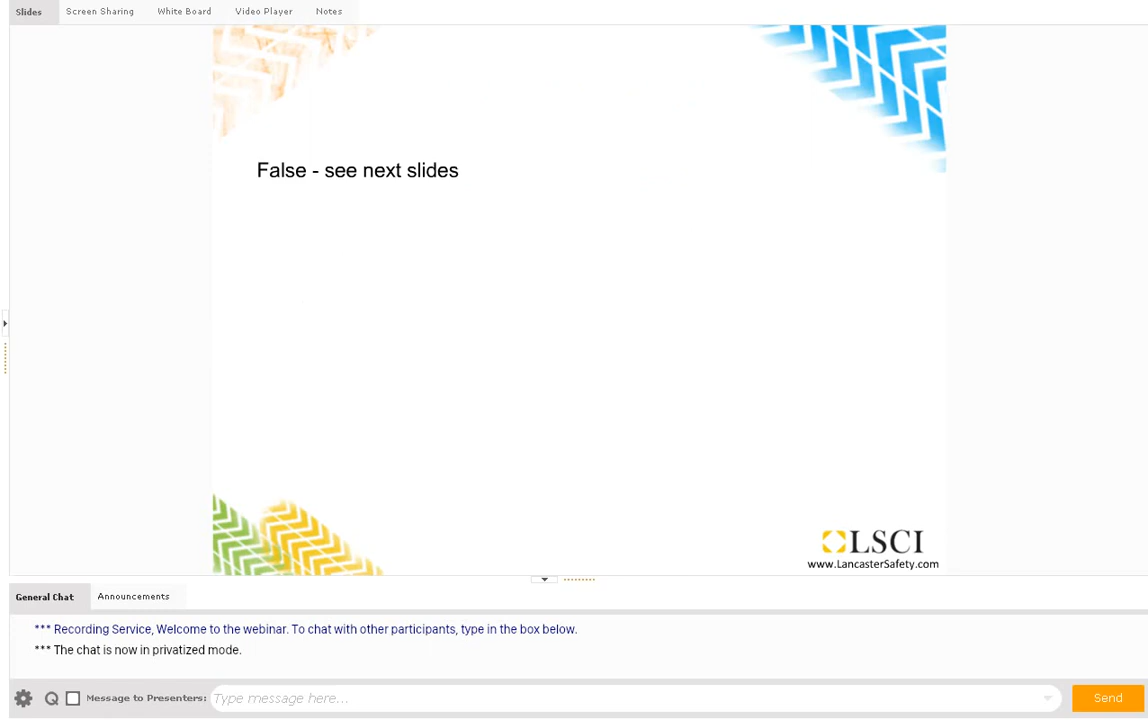 Slides Screen Sharing White Board Video Player Notes
False - see next slides
LSCI
www.LancasterSafety.com
General Chat Announcements
*** Recording Service, Welcome to the webinar. To chat with other participants, type in the box below.
*** The chat is now in privatized mode.
Q Message to Presenters: Type message here... Send